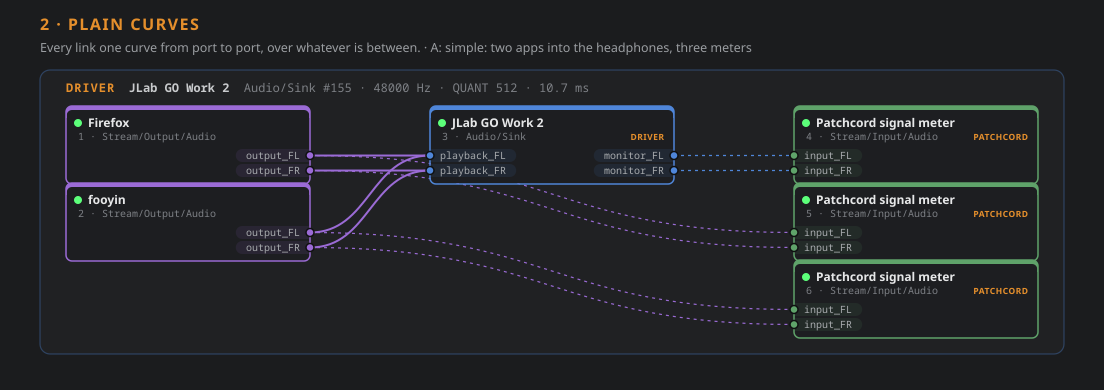 2 · PLAIN CURVES
Every link one curve from port to port, over whatever is between. · A: simple: two apps into the headphones, three meters
DRIVER JLab GO Work 2 Audio/Sink #155 · 48000 Hz · QUANT 512 · 10.7 ms
Firefox
1 · Stream/Output/Audio
output_FL
output_FR
fooyin
2 · Stream/Output/Audio
output_FL
output_FR
JLab GO Work 2
3 · Audio/Sink DRIVER
playback_FL monitor_FL
playback_FR monitor_FR
Patchcord signal meter
4 · Stream/Input/Audio PATCHCORD
input_FL
input_FR
Patchcord signal meter
5 · Stream/Input/Audio PATCHCORD
input_FL
input_FR
Patchcord signal meter
6 · Stream/Input/Audio PATCHCORD
input_FL
input_FR